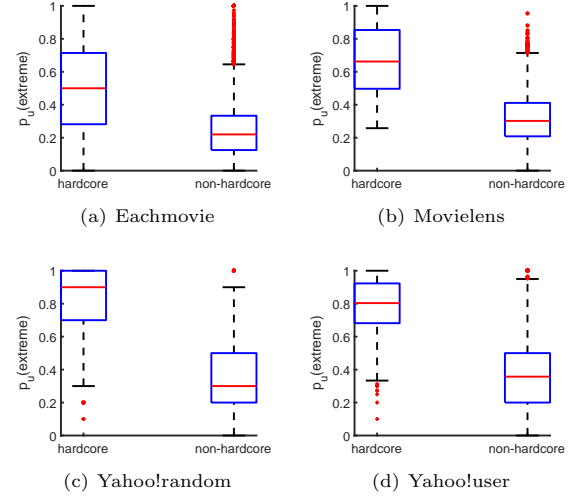 1
0.8
0.6
0.4
0.2
0
p_u(extreme)
hardcore non-hardcore
(a) Eachmovie
1
0.8
0.6
0.4
0.2
0
p_u(extreme)
hardcore non-hardcore
(b) Movielens
1
0.8
0.6
0.4
0.2
0
p_u(extreme)
hardcore non-hardcore
(c) Yahoo!random
1
0.8
0.6
0.4
0.2
0
p_u(extreme)
hardcore non-hardcore
(d) Yahoo!user